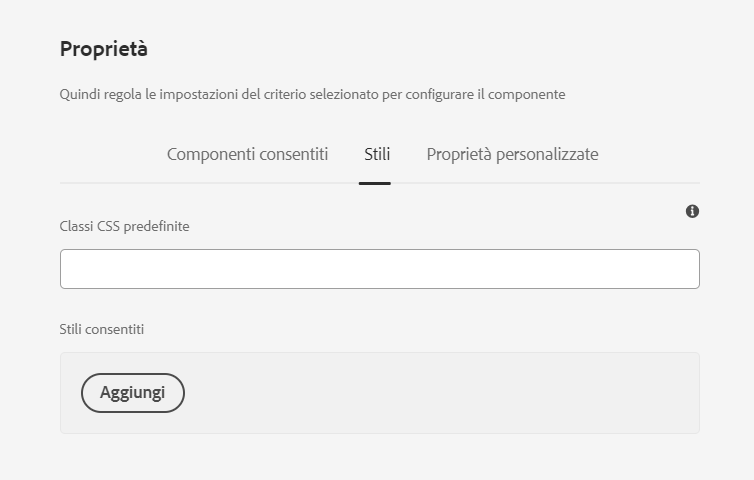 Proprietà
Quindi regola le impostazioni del criterio selezionato per configurare il componente
Componenti consentiti Stili Proprietà personalizzate
Classi CSS predefinite
Stili consentiti
Aggiungi